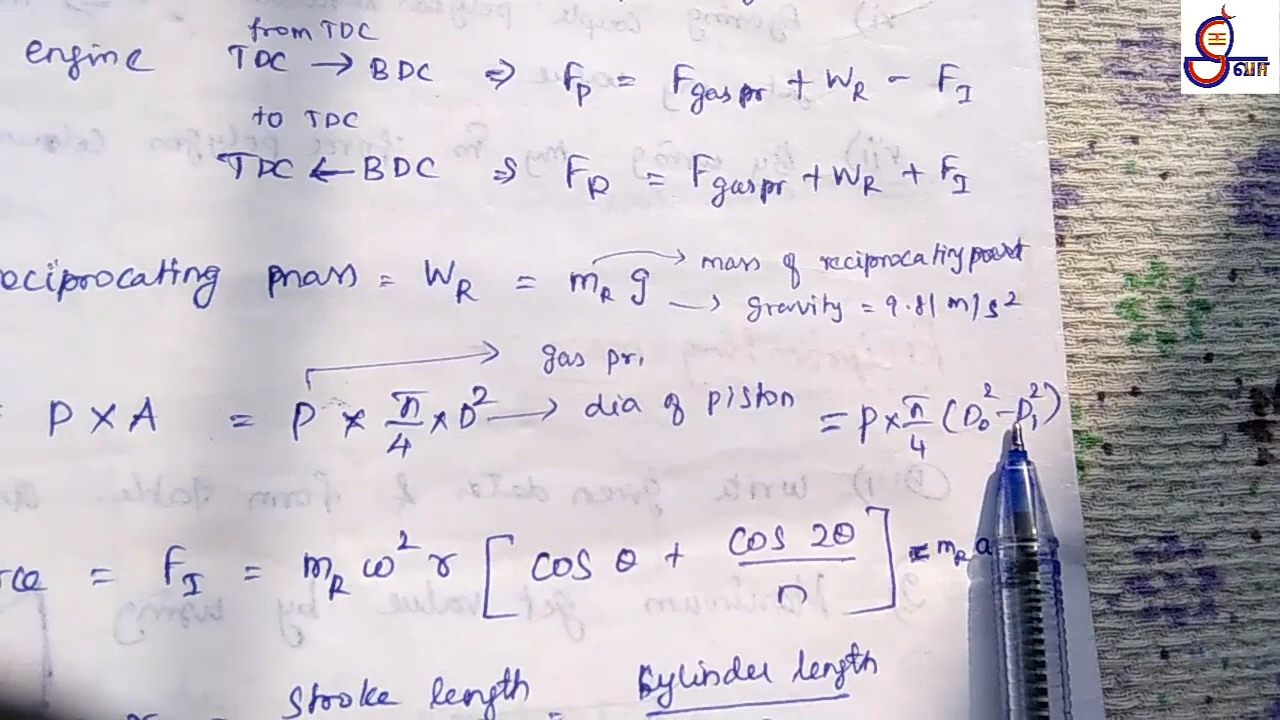 from TDC
engine TDC → BDC ⇒ Fp = Fgas pr + WR - FI
to TDC
TDC ← BDC ⇒ FR = Fgas pr + WR + FI
eciprocating mass = WR = mR g → mass of reciprocating part
→ gravity = 9.81 m/s²
gas pr,
P × A = P × π/4 × D² → dia of piston = P × π/4 (D₀² - D₁²)
rce = FI = mR ω² r [cos θ + cos 2θ/n] = mR a
Stroke length = Cylinder length
வா